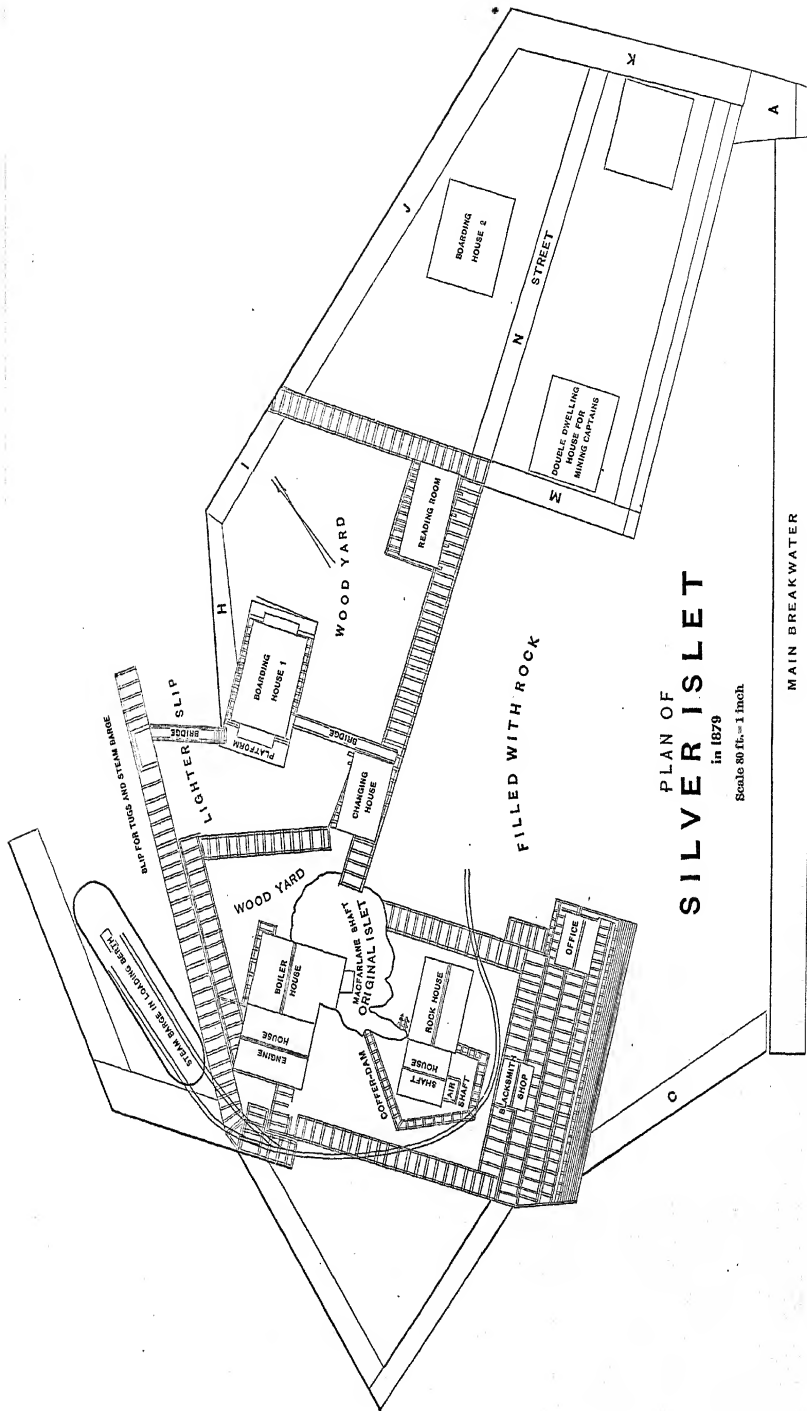 K
A
J
BOARDING
HOUSE 2
STREET
N
DOUBLE DWELLING
HOUSE FOR
MINING CAPTAINS
M
I
H
WOOD YARD
READING ROOM
BOARDING
HOUSE 1
PLATFORM
BRIDGE
BRIDGE
CHANGING
HOUSE
SLIP FOR TUGS AND STEAM BARGE
LIGHTER SLIP
STEAM BARGE IN LOADING BERTH
WOOD YARD
BOILER
HOUSE
ENGINE
HOUSE
MACFARLANE SHAFT
ORIGINAL ISLET
COFFER-DAM
SHAFT
HOUSE
AIR
SHAFT
ROCK HOUSE
OFFICE
BLACKSMITH
SHOP
C
FILLED WITH ROCK
PLAN OF
SILVER ISLET
in 1879
Scale 80 ft. = 1 inch
MAIN BREAKWATER